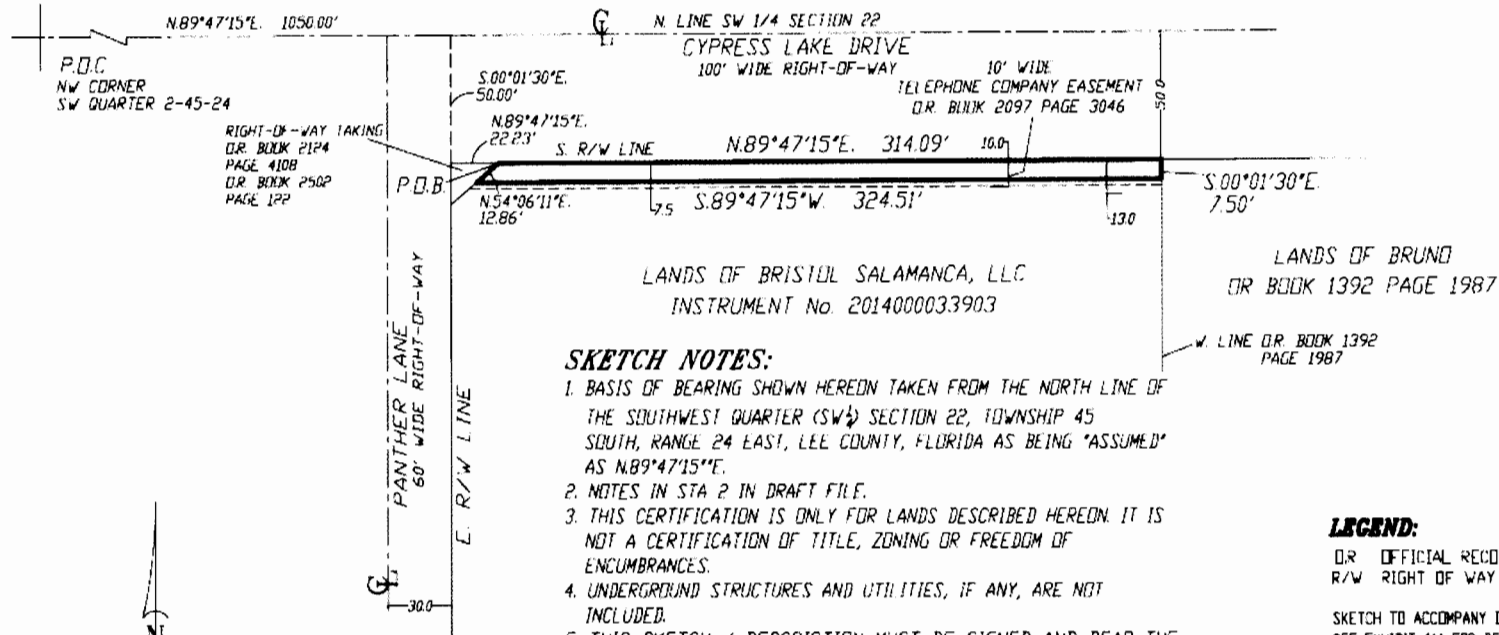 N.89°47'15"E. 1050.00'
N. LINE SW 1/4 SECTION 22
CYPRESS LAKE DRIVE
100' WIDE RIGHT-OF-WAY
P.O.C
NW CORNER
SW QUARTER 2-45-24
S.00°01'30"E.
50.00'
10' WIDE
TELEPHONE COMPANY EASEMENT
O.R. BOOK 2097 PAGE 3046
50.0
RIGHT-OF-WAY TAKING
O.R. BOOK 2124
PAGE 4108
O.R. BOOK 2502
PAGE 122
N.89°47'15"E.
22.23'
S. R/W LINE
N.89°47'15"E. 314.09'
10.0
P.O.B.
N.54°06'11"E.
12.86'
7.5
S.89°47'15"W. 324.51'
13.0
S.00°01'30"E.
7.50'
LANDS OF BRISTOL SALAMANCA, LLC
INSTRUMENT No. 2014000033903
LANDS OF BRUNO
OR BOOK 1392 PAGE 1987
W. LINE O.R. BOOK 1392
PAGE 1987
PANTHER LANE
60' WIDE RIGHT-OF-WAY
E. R/W LINE
30.0
N
SKETCH NOTES:
1. BASIS OF BEARING SHOWN HEREON TAKEN FROM THE NORTH LINE OF
THE SOUTHWEST QUARTER (SW¼) SECTION 22, TOWNSHIP 45
SOUTH, RANGE 24 EAST, LEE COUNTY, FLORIDA AS BEING "ASSUMED"
AS N.89°47'15"E.
2. NOTES IN STA 2 IN DRAFT FILE.
3. THIS CERTIFICATION IS ONLY FOR LANDS DESCRIBED HEREON. IT IS
NOT A CERTIFICATION OF TITLE, ZONING OR FREEDOM OF
ENCUMBRANCES.
4. UNDERGROUND STRUCTURES AND UTILITIES, IF ANY, ARE NOT
INCLUDED.
LEGEND:
O.R OFFICIAL RECO
R/W RIGHT OF WAY
SKETCH TO ACCOMPANY